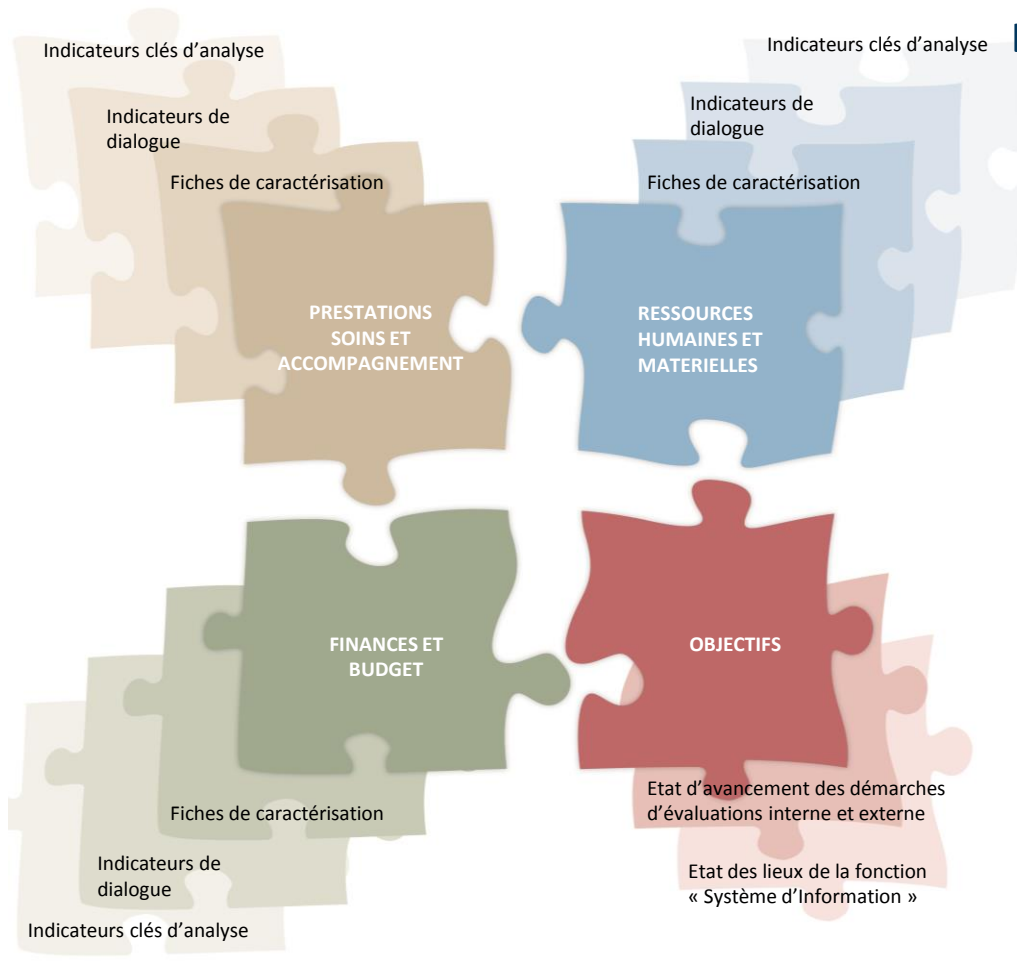 Indicateurs clés d'analyse
Indicateurs de
dialogue
Fiches de caractérisation
PRESTATIONS
SOINS ET
ACCOMPAGNEMENT
Indicateurs clés d'analyse
Indicateurs de
dialogue
Fiches de caractérisation
RESSOURCES
HUMAINES ET
MATERIELLES
FINANCES ET
BUDGET
Fiches de caractérisation
Indicateurs de
dialogue
Indicateurs clés d'analyse
OBJECTIFS
Etat d'avancement des démarches
d'évaluations interne et externe
Etat des lieux de la fonction
« Système d'Information »